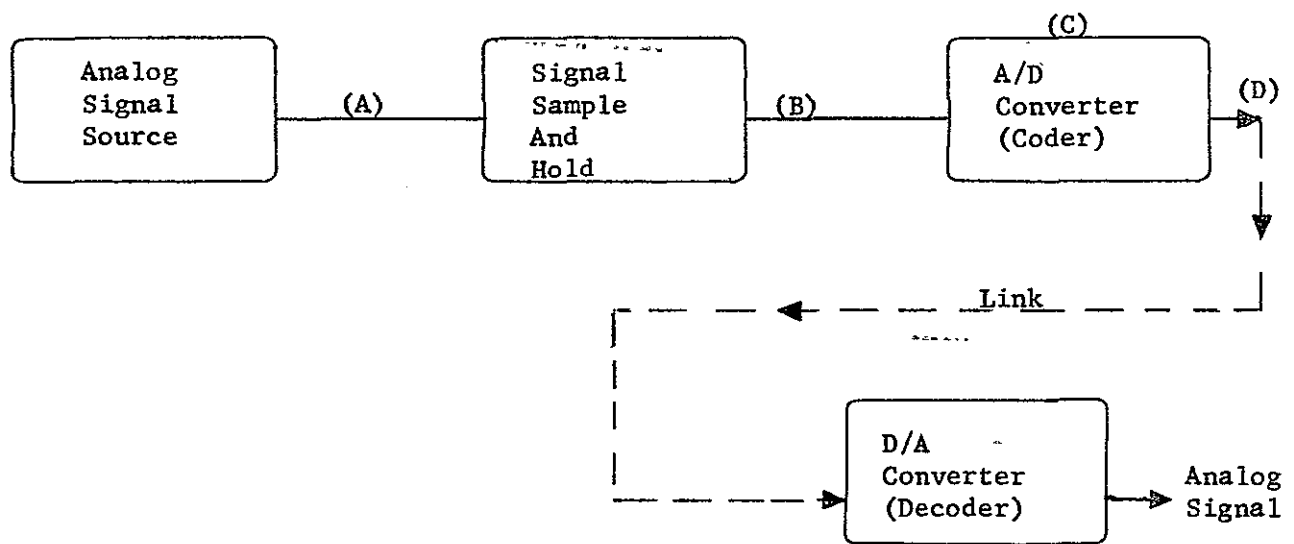 (C)
Analog
Signal
Source
(A)
Signal
Sample
And
Hold
(B)
A/D
Converter
(Coder)
(D)
Link
D/A
Converter
(Decoder)
Analog
Signal